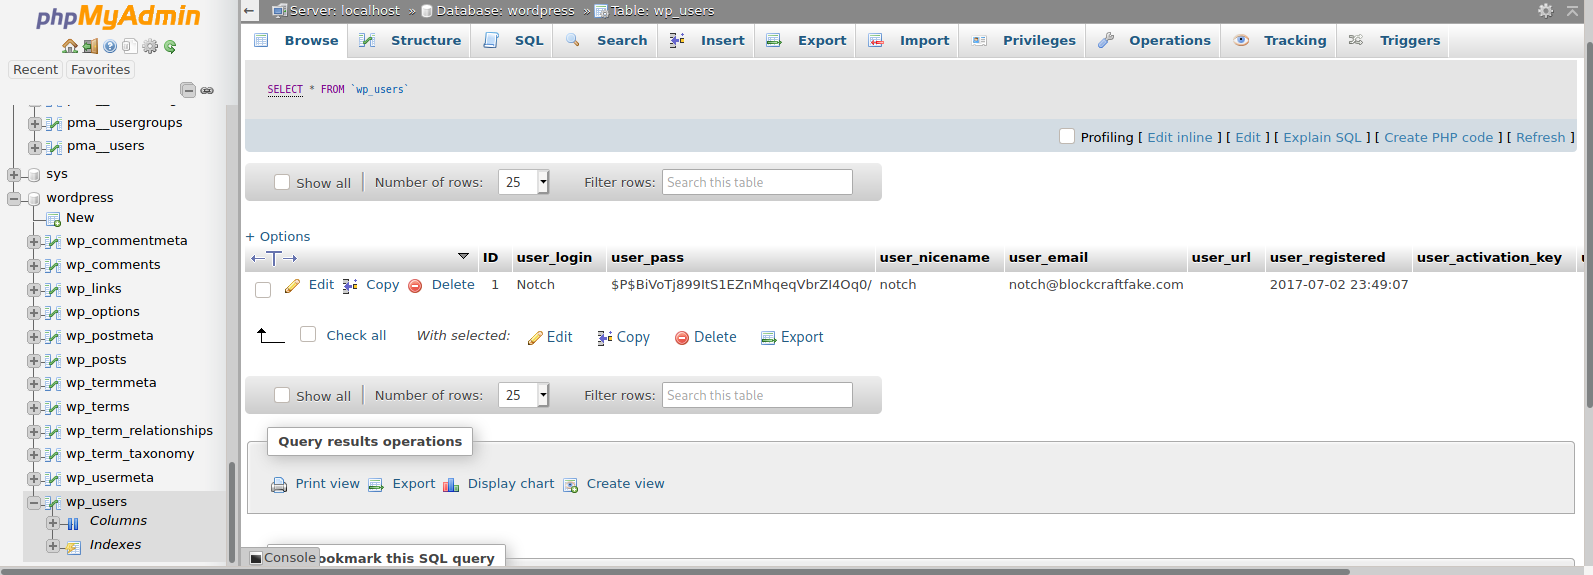 phpMyAdmin
Recent Favorites
pma__usergroups
pma__users
sys
wordpress
New
wp_commentmeta
wp_comments
wp_links
wp_options
wp_postmeta
wp_posts
wp_termmeta
wp_terms
wp_term_relationships
wp_term_taxonomy
wp_usermeta
wp_users
Columns
Indexes
Server: localhost » Database: wordpress » Table: wp_users
Browse Structure SQL Search Insert Export Import Privileges Operations Tracking Triggers
SELECT * FROM `wp_users`
Profiling [ Edit inline ] [ Edit ] [ Explain SQL ] [ Create PHP code ] [ Refresh ]
Show all | Number of rows: 25 Filter rows: Search this table
+ Options
←T→ ID user_login user_pass user_nicename user_email user_url user_registered user_activation_key
Edit Copy Delete 1 Notch $P$BiVoTj899ItS1EZnMhqeqVbrZI4Oq0/ notch notch@blockcraftfake.com 2017-07-02 23:49:07
Check all With selected: Edit Copy Delete Export
Show all | Number of rows: 25 Filter rows: Search this table
Query results operations
Print view Export Display chart Create view
Console ookmark this SQL query